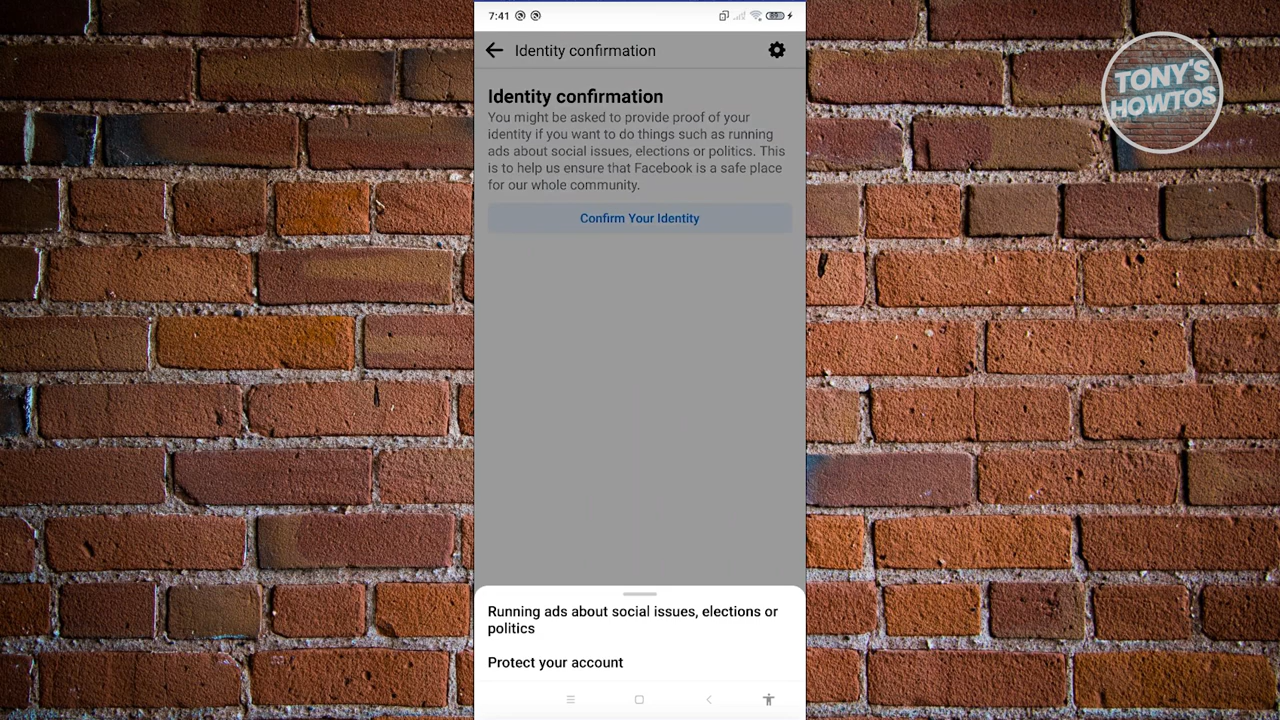 7:41
Identity confirmation
TONY'S
HOWTOS
Identity confirmation
You might be asked to provide proof of your
identity if you want to do things such as running
ads about social issues, elections or politics. This
is to help us ensure that Facebook is a safe place
for our whole community.
Confirm Your Identity
Running ads about social issues, elections or
politics
Protect your account